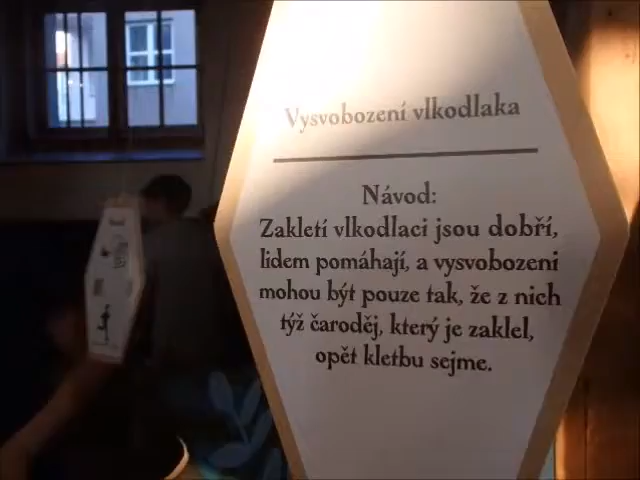 Vysvobození vlkodlaka
Návod:
Zakletí vlkodlaci jsou dobří,
lidem pomáhají, a vysvobozeni
mohou být pouze tak, že z nich
týž čaroděj, který je zaklel,
opět kletbu sejme.